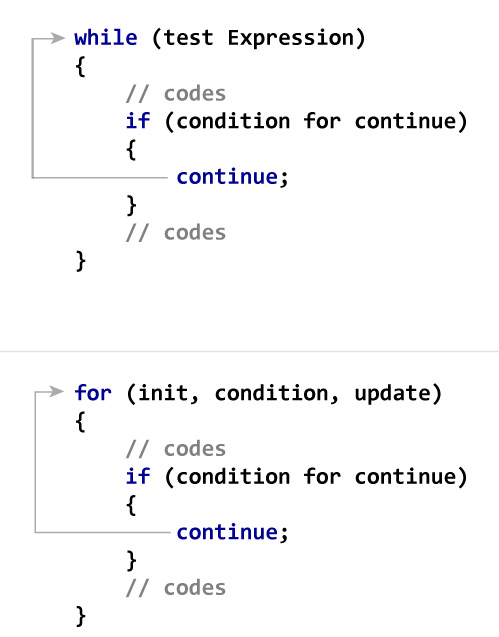 while (test Expression)
{
// codes
if (condition for continue)
{
continue;
}
// codes
}
for (init, condition, update)
{
// codes
if (condition for continue)
{
continue;
}
// codes
}